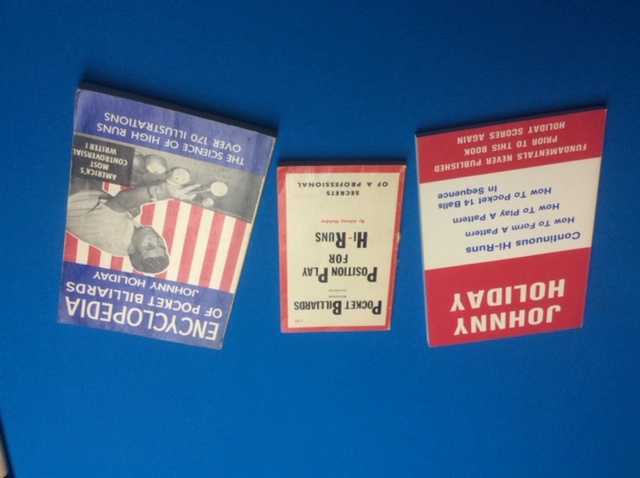 ENCYCLOPEDIA
OF POCKET BILLIARDS
JOHNNY HOLIDAY
AMERICA'S
MOST
CONTROVERSIAL
WRITER!
THE SCIENCE OF HIGH RUNS
OVER 170 ILLUSTRATIONS
POCKET BILLIARDS
POSITION PLAY
FOR
HI-RUNS
By Johnny Holiday
SECRETS
OF A PROFESSIONAL
JOHNNY
HOLIDAY
Continuous Hi-Runs
How To Form A Pattern
How To Play A Pattern
How To Pocket 14 Balls
In Sequence
FUNDAMENTALS NEVER PUBLISHED
PRIOR TO THIS BOOK
HOLIDAY SCORES AGAIN